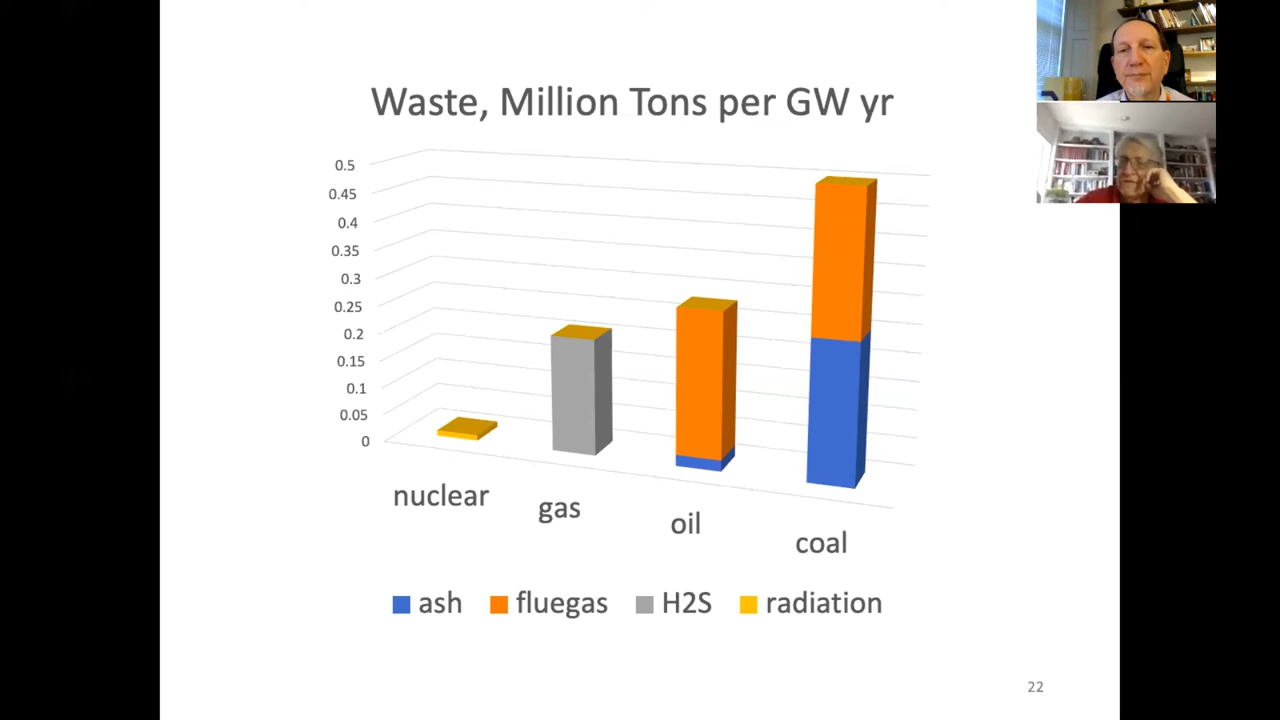 Waste, Million Tons per GW yr
0.5
0.45
0.4
0.35
0.3
0.25
0.2
0.15
0.1
0.05
0
nuclear
gas
oil
coal
ash fluegas H2S radiation
22